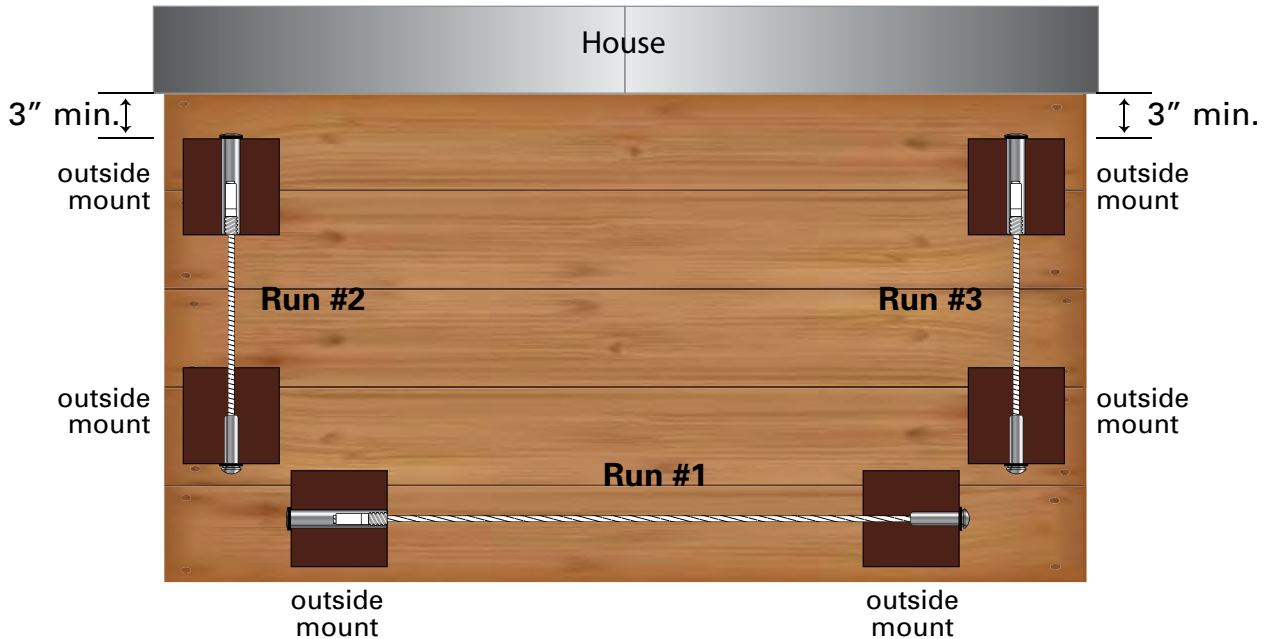 House
3” min.
3” min.
outside
mount
outside
mount
Run #2
Run #3
outside
mount
outside
mount
Run #1
outside
mount
outside
mount